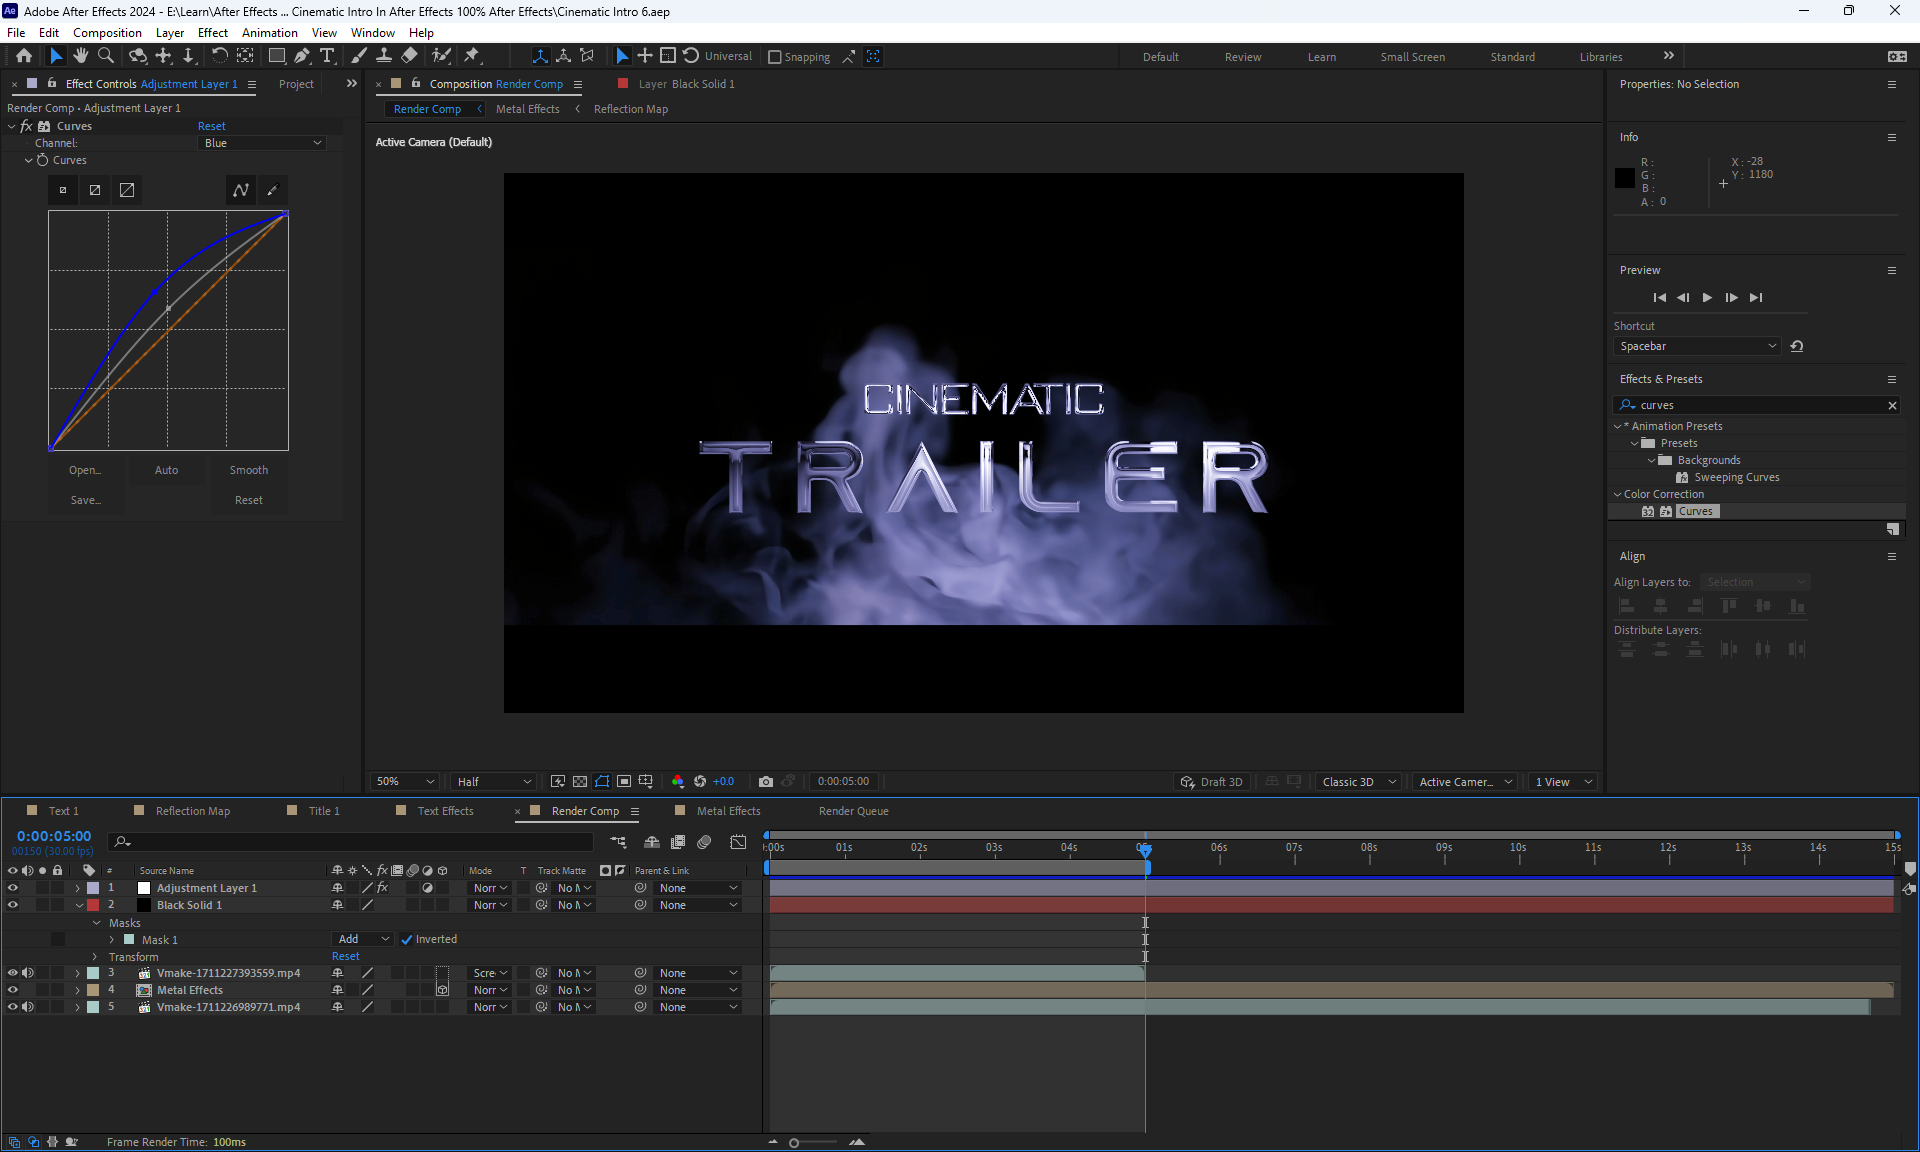 Ae Adobe After Effects 2024 - E:\Learn\After Effects ... Cinematic Intro In After Effects 100% After Effects\Cinematic Intro 6.aep
File Edit Composition Layer Effect Animation View Window Help
Universal Snapping Default Review Learn Small Screen Standard Libraries
Effect Controls Adjustment Layer 1 Project
Render Comp • Adjustment Layer 1
fx Curves Reset
Channel: Blue
Curves
Open... Auto Smooth
Save... Reset
Composition Render Comp Layer Black Solid 1
Render Comp Metal Effects Reflection Map
Active Camera (Default)
CINEMATIC
TRAILER
50% Half +0.0 0:00:05:00 Draft 3D Classic 3D Active Camer... 1 View
Properties: No Selection
Info
R: X: -28
G: Y: 1180
B:
A: 0
Preview
Shortcut
Spacebar
Effects & Presets
curves
* Animation Presets
Presets
Backgrounds
Sweeping Curves
Color Correction
32 Curves
Align
Align Layers to: Selection
Distribute Layers:
Text 1 Reflection Map Title 1 Text Effects Render Comp Metal Effects Render Queue
0:00:05:00
00150 (30.00 fps)
:00s 01s 02s 03s 04s 05s 06s 07s 08s 09s 10s 11s 12s 13s 14s 15s
# Source Name fx Mode T Track Matte Parent & Link
1 Adjustment Layer 1 fx Norr No M None
2 Black Solid 1 Norr No M None
Masks
Mask 1 Add Inverted
Transform Reset
3 Vmake-1711227393559.mp4 Scre No M None
4 Metal Effects Norr No M None
5 Vmake-1711226989771.mp4 Norr No M None
Frame Render Time: 100ms